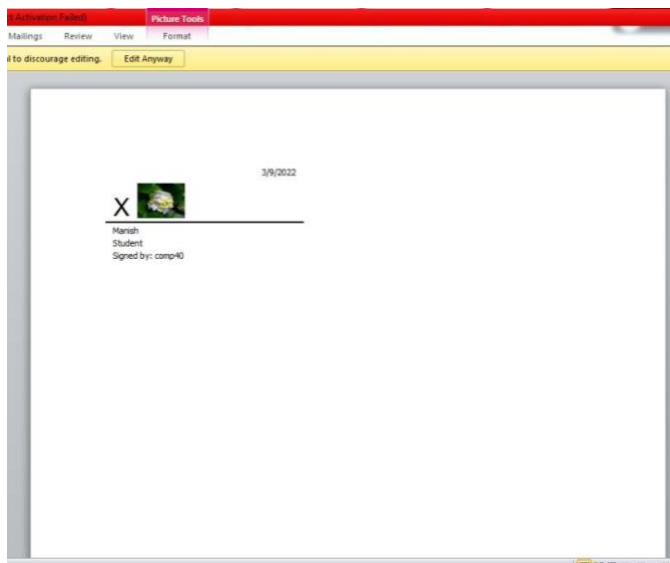 Activation Failed) Picture Tools
Mailings Review View Format
to discourage editing. Edit Anyway
3/9/2022
X
Manish
Student
Signed by: comp40